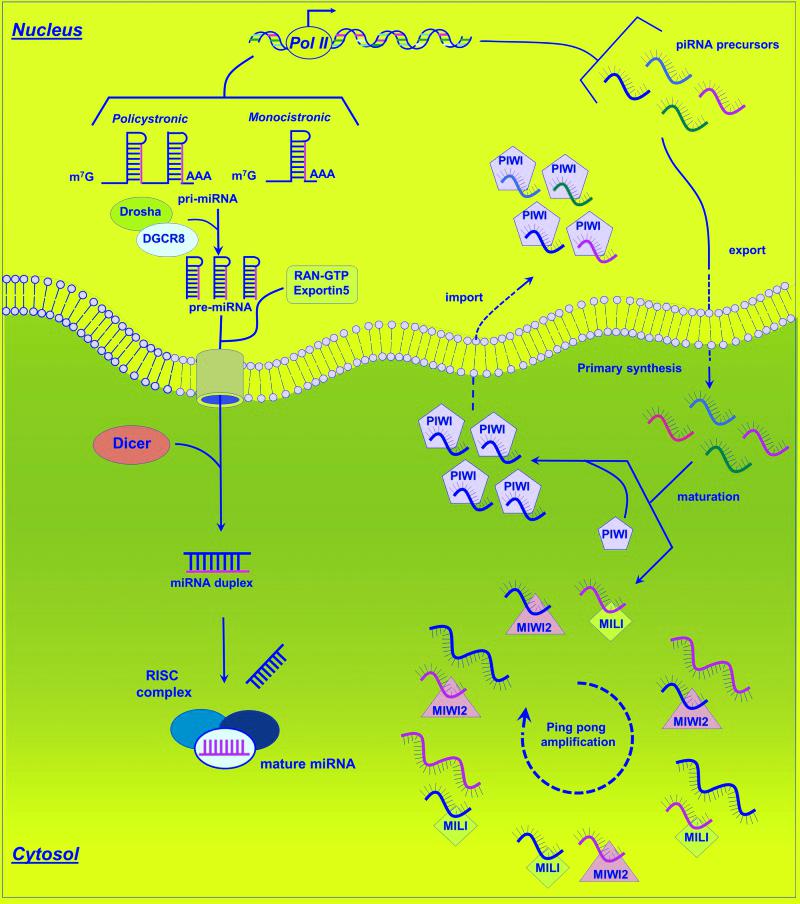 Nucleus
Pol II
piRNA precursors
Policystronic
Monocistronic
m⁷G
AAA
m⁷G
AAA
pri-miRNA
Drosha
DGCR8
pre-miRNA
RAN-GTP
Exportin5
PIWI
PIWI
PIWI
PIWI
export
import
Primary synthesis
Dicer
PIWI
PIWI
PIWI
PIWI
maturation
PIWI
miRNA duplex
MIWI2
MILI
RISC
complex
mature miRNA
MIWI2
MIWI2
Ping pong
amplification
MILI
MILI
MILI
MIWI2
Cytosol